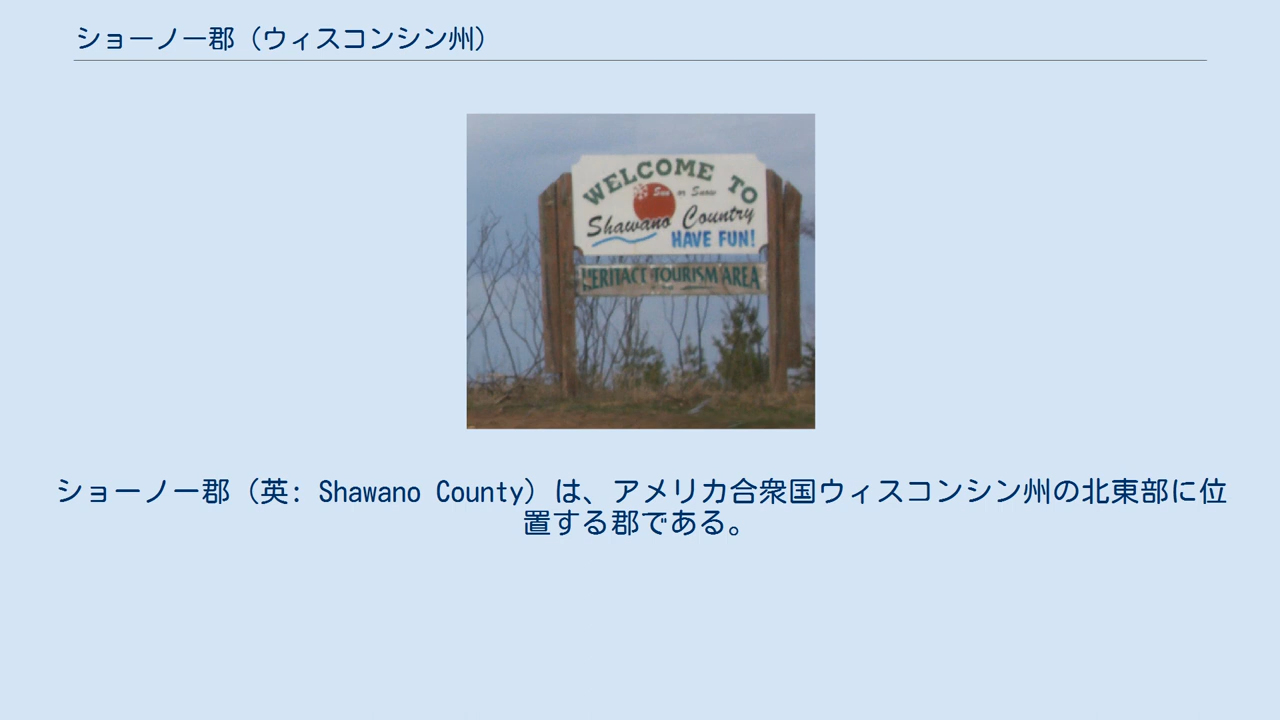 ショーノー郡（ウィスコンシン州）
WELCOME TO
Sun or Snow
Shawano Country
HAVE FUN!
HERITAGE TOURISM AREA
ショーノー郡（英: Shawano County）は、アメリカ合衆国ウィスコンシン州の北東部に位
置する郡である。